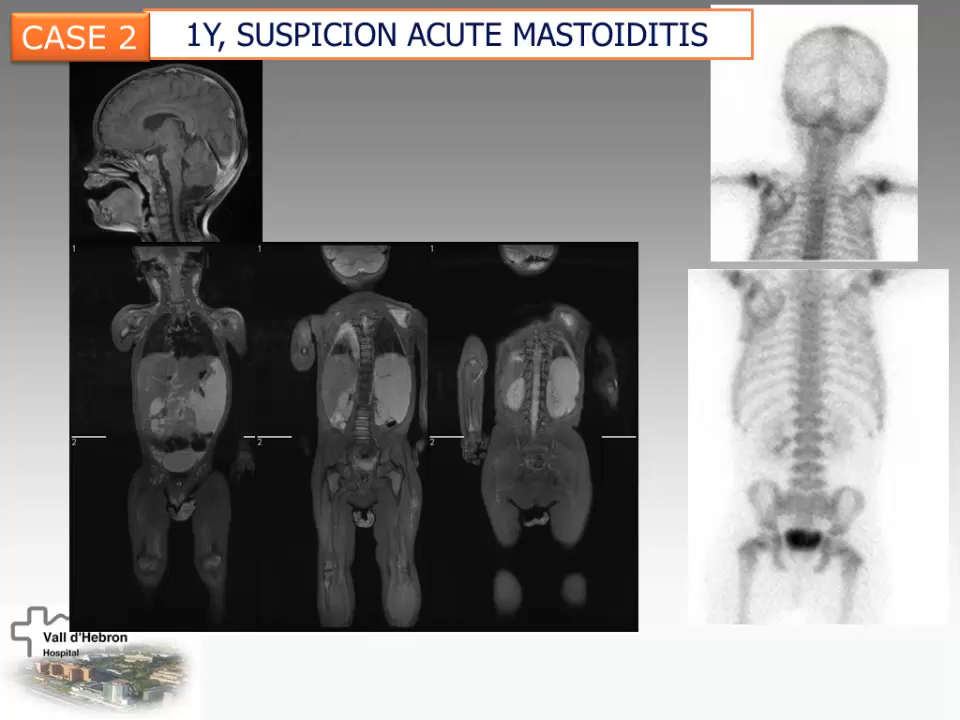 CASE 2
1Y, SUSPICION ACUTE MASTOIDITIS
1
1
1
2
2
2
Vall d'Hebron
Hospital